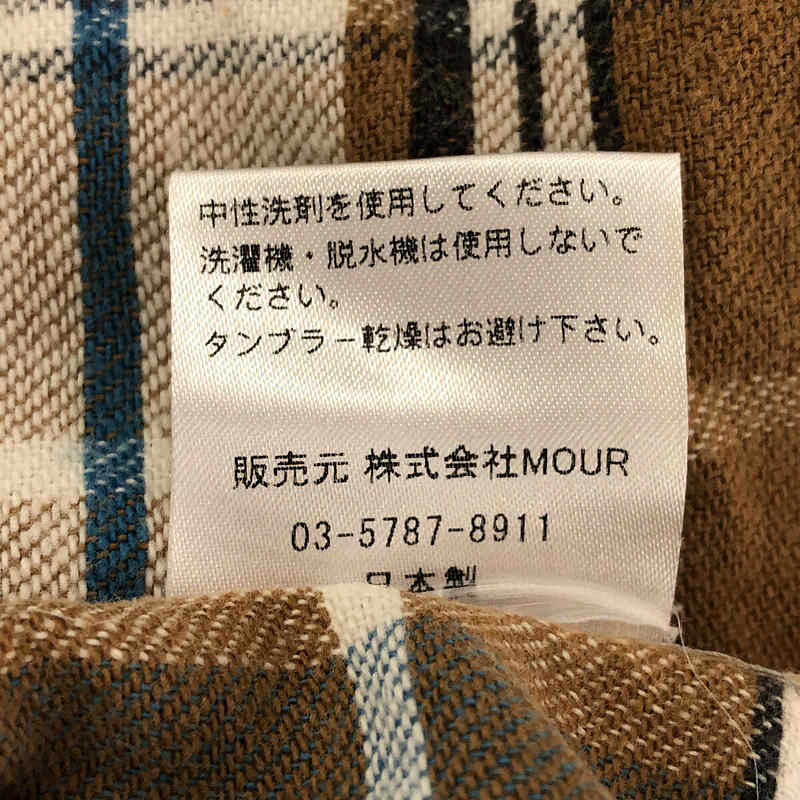 中性洗剤を使用してください。
洗濯機・脱水機は使用しないで
ください。
タンブラー乾燥はお避け下さい。
販売元 株式会社MOUR
03-5787-8911
日本製